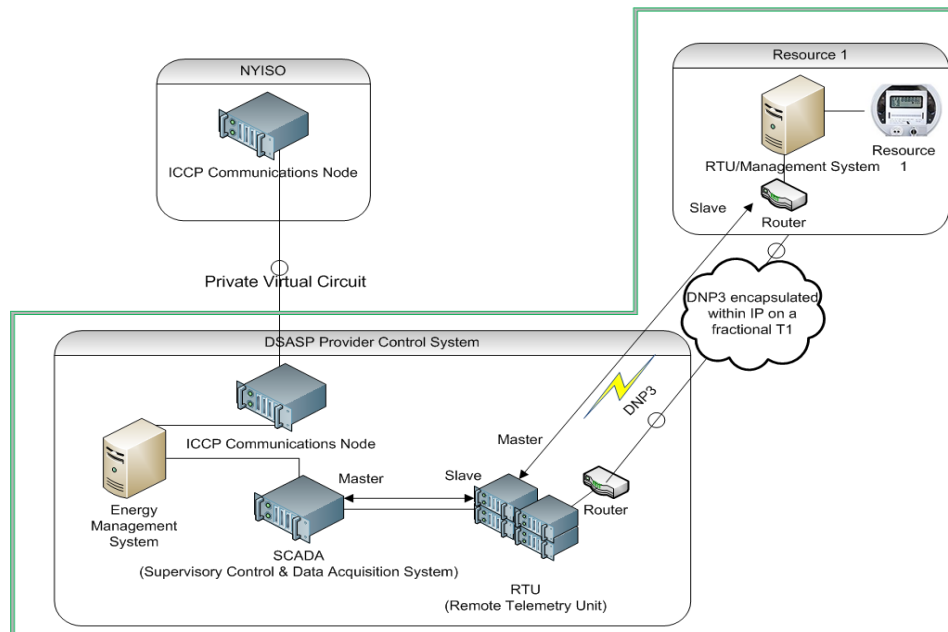 NYISO
ICCP Communications Node
Private Virtual Circuit
Resource 1
RTU/Management System
Resource
1
Slave
Router
DNP3 encapsulated
within IP on a
fractional T1
DSASP Provider Control System
ICCP Communications Node
DNP3
Master
Energy
Management
System
Master
Slave
Router
SCADA
(Supervisory Control & Data Acquisition System)
RTU
(Remote Telemetry Unit)